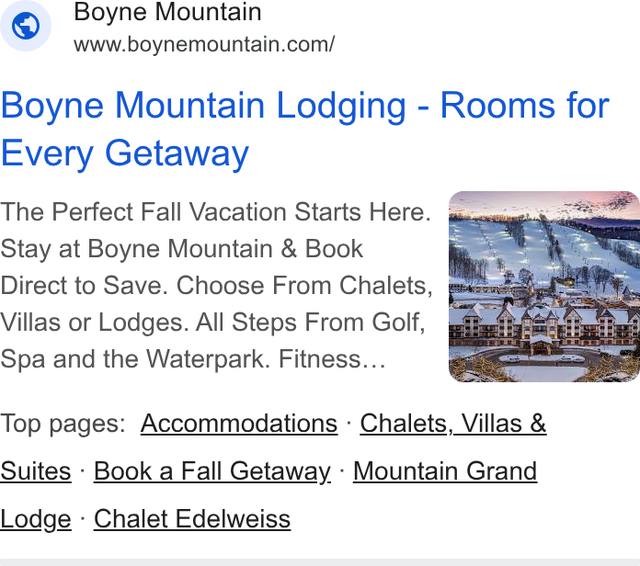 Boyne Mountain
www.boynemountain.com/
Boyne Mountain Lodging - Rooms for
Every Getaway
The Perfect Fall Vacation Starts Here.
Stay at Boyne Mountain & Book
Direct to Save. Choose From Chalets,
Villas or Lodges. All Steps From Golf,
Spa and the Waterpark. Fitness…
Top pages: Accommodations · Chalets, Villas &
Suites · Book a Fall Getaway · Mountain Grand
Lodge · Chalet Edelweiss